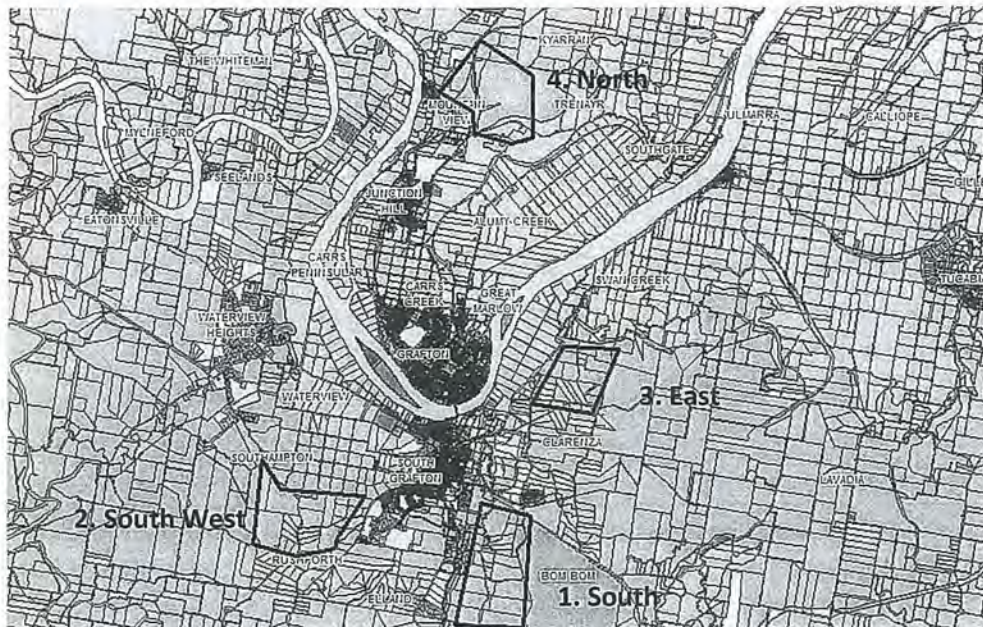 KYARRAN
THE WHITEMAN
4. North
MOUNTAIN
VIEW
TRENAYR
ULMARRA
CALLIOPE
MYLNEFORD
SOUTHGATE
SEELANDS
JUNCTION
HILL
EATONSVILLE
ALUMY CREEK
CARRS
PENINSULAR
SWAN CREEK
TUCABIA
CARRS
CREEK
GREAT
MARLOW
WATERVIEW
HEIGHTS
GRAFTON
WATERVIEW
3. East
CLARENZA
SOUTHAMPTON
SOUTH
GRAFTON
LAVADIA
2. South West
RUSHFORTH
BOM BOM
1. South
ELLAND